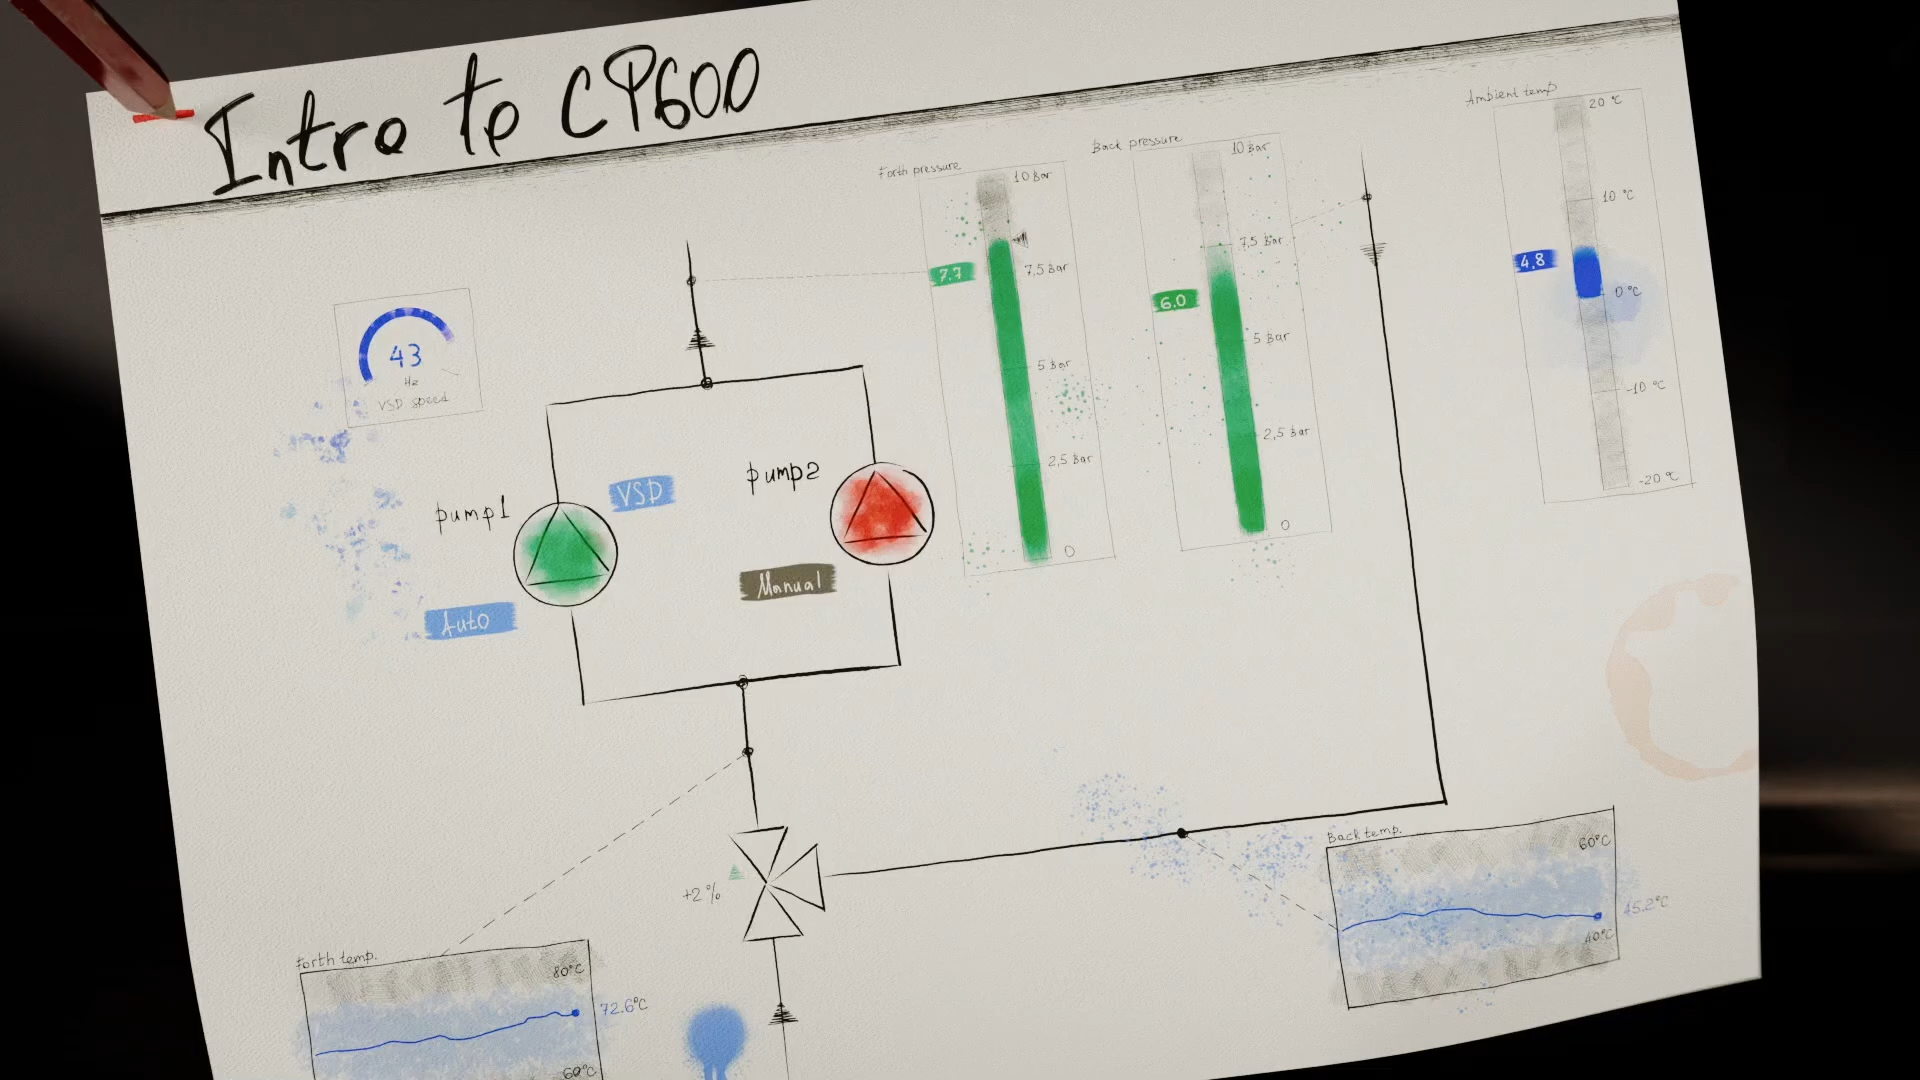 Intro to CP600
Ambient temp
20 °C
10 °C
4,8
0 °C
-10 °C
-20 °C
Back pressure
10 Bar
7,5 Bar
6.0
5 Bar
2,5 Bar
0
Forth pressure
10 Bar
7.7
7,5 Bar
5 Bar
2,5 Bar
0
43
Hz
VSD speed
pump1
VSD
Auto
pump2
Manual
+2 %
Back temp.
60°C
45.2°C
40°C
Forth temp.
80°C
72.6°C
60°C